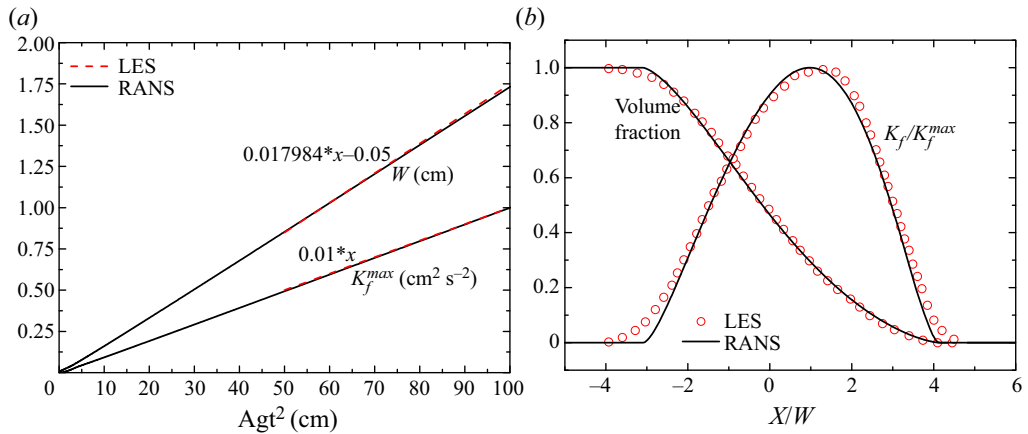 (a)
2.00
1.75
1.50
1.25
1.00
0.75
0.50
0.25
LES
RANS
0.017984*x–0.05
W (cm)
0.01*x
K_f^max (cm² s⁻²)
0 10 20 30 40 50 60 70 80 90 100
Agt² (cm)
(b)
1.0
0.8
0.6
0.4
0.2
0
Volume
fraction
K_f/K_f^max
LES
RANS
–4 –2 0 2 4 6
X/W